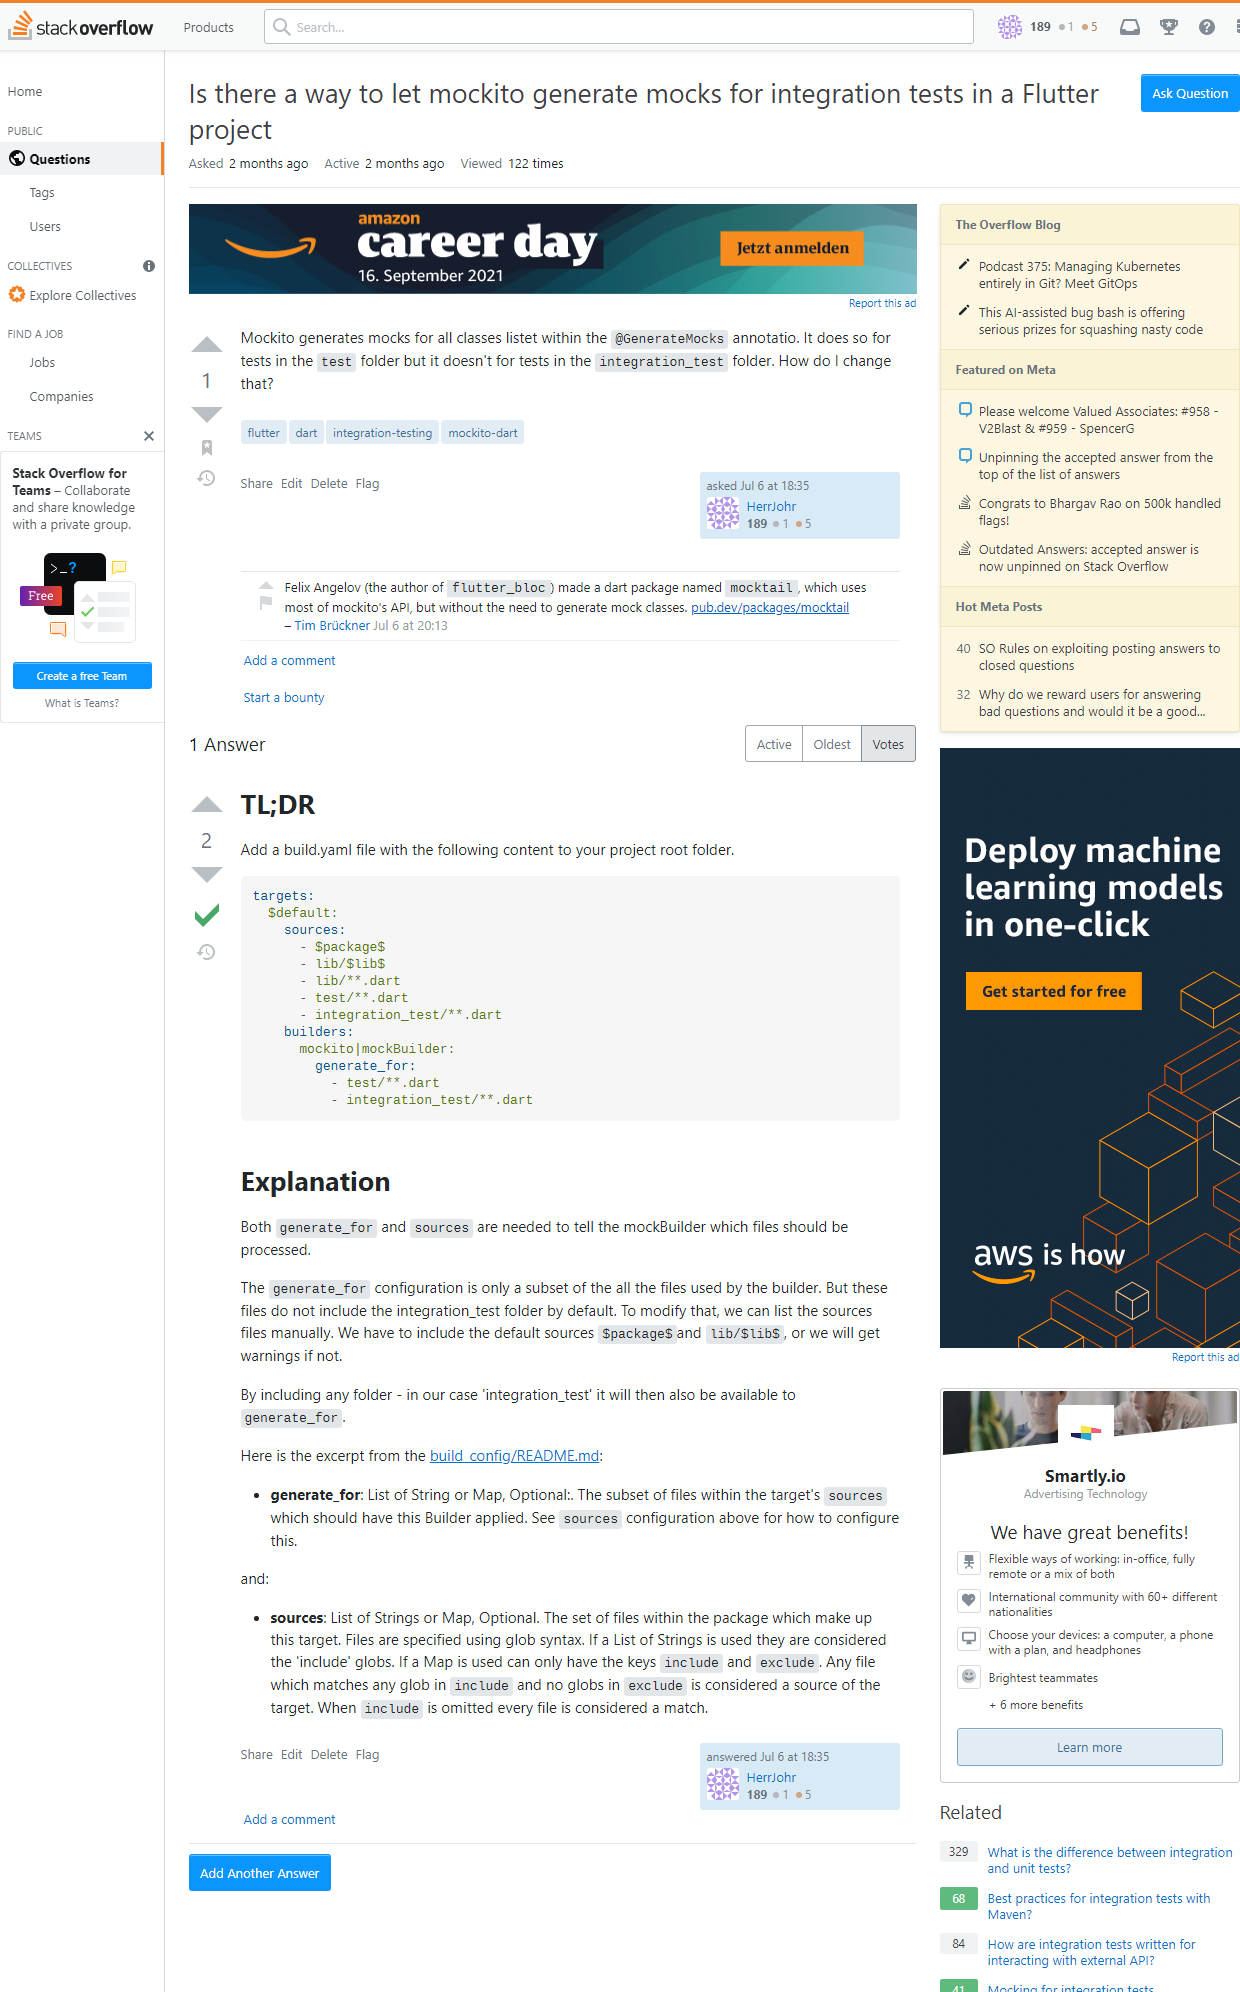 stackoverflow
Products
Search...
189 1 5
Home
PUBLIC
Questions
Tags
Users
COLLECTIVES
Explore Collectives
FIND A JOB
Jobs
Companies
TEAMS
Stack Overflow for
Teams – Collaborate
and share knowledge
with a private group.
>_?
Free
Create a free Team
What is Teams?
Is there a way to let mockito generate mocks for integration tests in a Flutter
project
Ask Question
Asked 2 months ago Active 2 months ago Viewed 122 times
amazon
career day
16. September 2021
Jetzt anmelden
Report this ad
1
Mockito generates mocks for all classes listet within the @GenerateMocks annotatio. It does so for
tests in the test folder but it doesn't for tests in the integration_test folder. How do I change
that?
flutter dart integration-testing mockito-dart
Share Edit Delete Flag
asked Jul 6 at 18:35
HerrJohr
189 1 5
Felix Angelov (the author of flutter_bloc) made a dart package named mocktail, which uses
most of mockito's API, but without the need to generate mock classes. pub.dev/packages/mocktail
– Tim Brückner Jul 6 at 20:13
Add a comment
Start a bounty
1 Answer
Active Oldest Votes
2
TL;DR
Add a build.yaml file with the following content to your project root folder.
targets:
  $default:
    sources:
      - $package$
      - lib/$lib$
      - lib/**.dart
      - test/**.dart
      - integration_test/**.dart
    builders:
      mockito|mockBuilder:
        generate_for:
          - test/**.dart
          - integration_test/**.dart
Explanation
Both generate_for and sources are needed to tell the mockBuilder which files should be
processed.
The generate_for configuration is only a subset of the all the files used by the builder. But these
files do not include the integration_test folder by default. To modify that, we can list the sources
files manually. We have to include the default sources $package$ and lib/$lib$, or we will get
warnings if not.
By including any folder - in our case 'integration_test' it will then also be available to
generate_for.
Here is the excerpt from the build_config/README.md:
• generate_for: List of String or Map, Optional:. The subset of files within the target's sources
which should have this Builder applied. See sources configuration above for how to configure
this.
and:
• sources: List of Strings or Map, Optional. The set of files within the package which make up
this target. Files are specified using glob syntax. If a List of Strings is used they are considered
the 'include' globs. If a Map is used can only have the keys include and exclude. Any file
which matches any glob in include and no globs in exclude is considered a source of the
target. When include is omitted every file is considered a match.
Share Edit Delete Flag
answered Jul 6 at 18:35
HerrJohr
189 1 5
Add a comment
Add Another Answer
The Overflow Blog
Podcast 375: Managing Kubernetes
entirely in Git? Meet GitOps
This AI-assisted bug bash is offering
serious prizes for squashing nasty code
Featured on Meta
Please welcome Valued Associates: #958 -
V2Blast & #959 - SpencerG
Unpinning the accepted answer from the
top of the list of answers
Congrats to Bhargav Rao on 500k handled
flags!
Outdated Answers: accepted answer is
now unpinned on Stack Overflow
Hot Meta Posts
40 SO Rules on exploiting posting answers to
closed questions
32 Why do we reward users for answering
bad questions and would it be a good...
Deploy machine
learning models
in one-click
Get started for free
aws is how
Report this ad
Smartly.io
Advertising Technology
We have great benefits!
Flexible ways of working: in-office, fully
remote or a mix of both
International community with 60+ different
nationalities
Choose your devices: a computer, a phone
with a plan, and headphones
Brightest teammates
+ 6 more benefits
Learn more
Related
329 What is the difference between integration
and unit tests?
68 Best practices for integration tests with
Maven?
84 How are integration tests written for
interacting with external API?
41 Mocking for integration tests